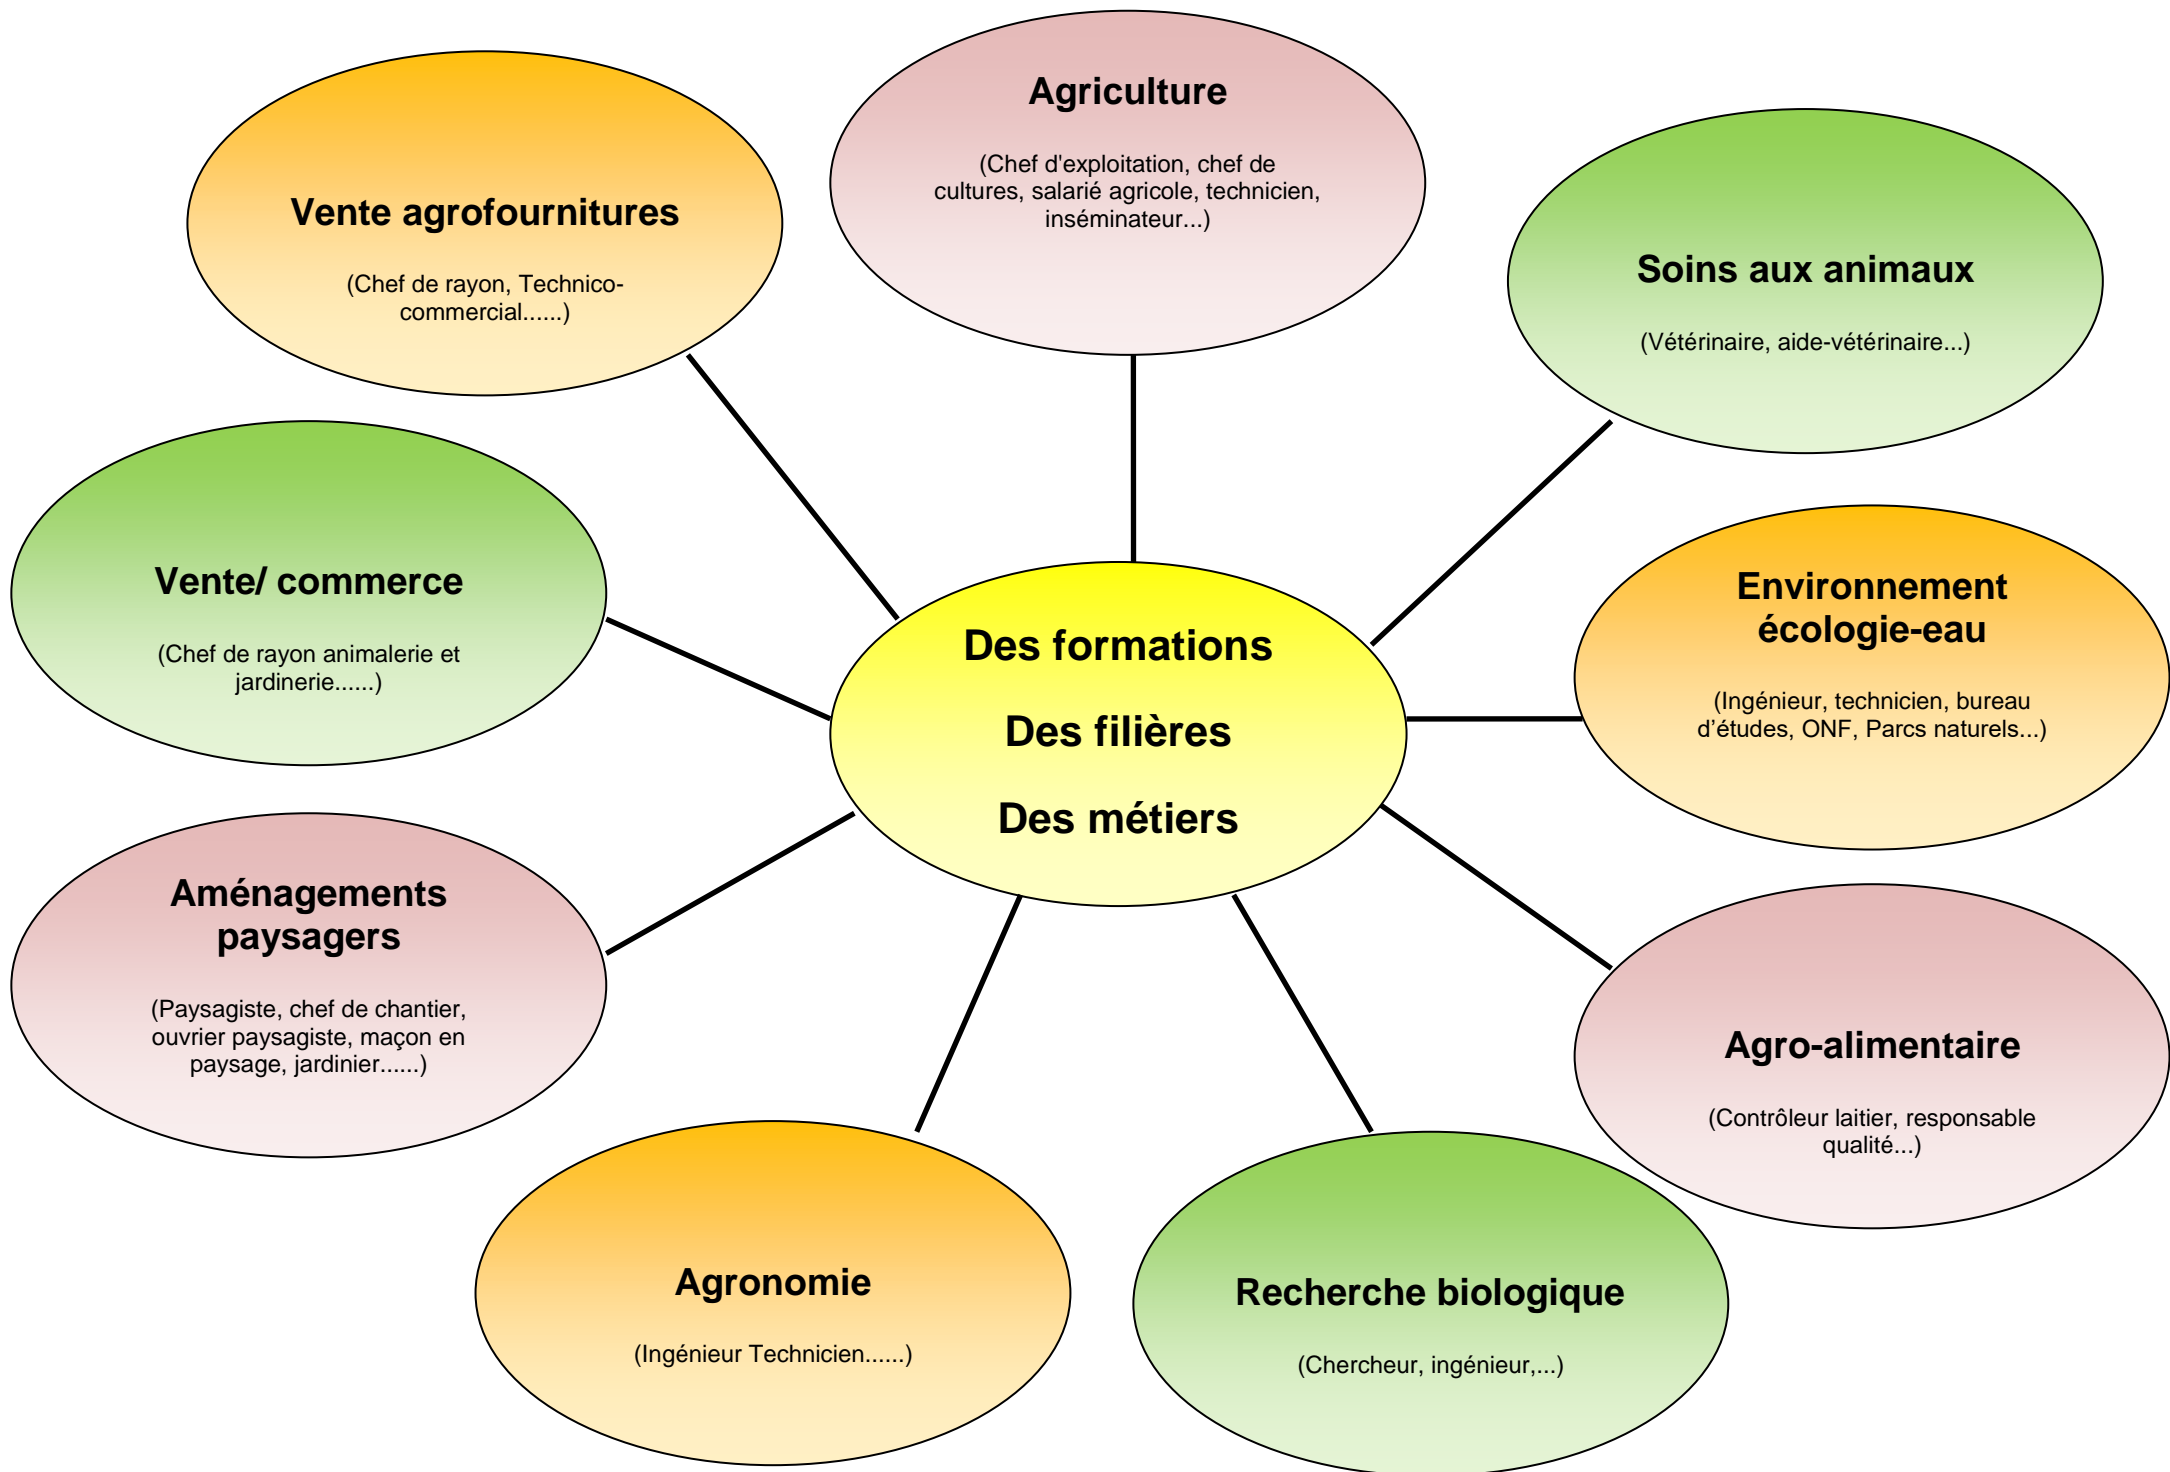 Agriculture
(Chef d'exploitation, chef de
cultures, salarié agricole, technicien,
inséminateur...)
Vente agrofournitures
(Chef de rayon, Technico-
commercial......)
Soins aux animaux
(Vétérinaire, aide-vétérinaire...)
Vente/ commerce
(Chef de rayon animalerie et
jardinerie......)
Des formations
Des filières
Des métiers
Environnement
écologie-eau
(Ingénieur, technicien, bureau
d’études, ONF, Parcs naturels...)
Aménagements
paysagers
(Paysagiste, chef de chantier,
ouvrier paysagiste, maçon en
paysage, jardinier......)
Agro-alimentaire
(Contrôleur laitier, responsable
qualité...)
Agronomie
(Ingénieur Technicien......)
Recherche biologique
(Chercheur, ingénieur,...)